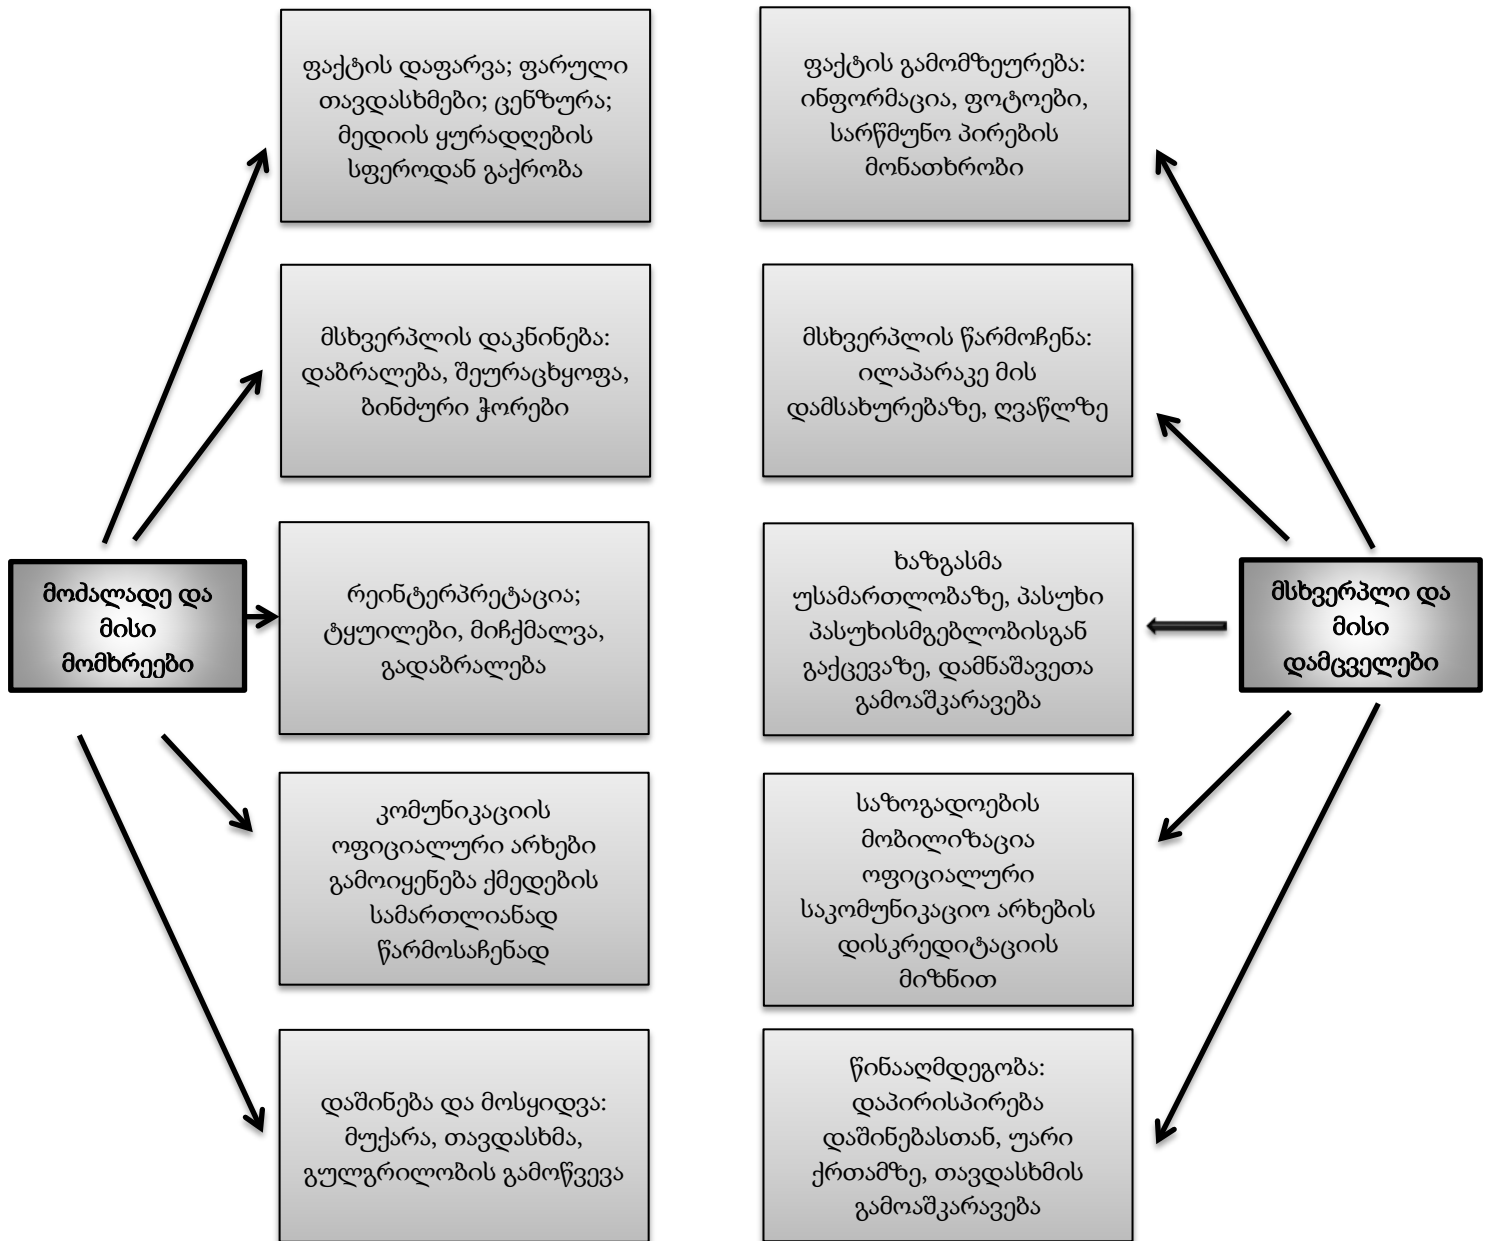 ფაქტის დაფარვა; ფარული
თავდასხმები; ცენზურა;
მედიის ყურადღების
სფეროდან გაქრობა
ფაქტის გამომზეურება:
ინფორმაცია, ფოტოები,
სარწმუნო პირების
მონათხრობი
მსხვერპლის დაკნინება:
დაბრალება, შეურაცხყოფა,
ბინძური ჭორები
მსხვერპლის წარმოჩენა:
ილაპარაკე მის
დამსახურებაზე, ღვაწლზე
მოძალადე და
მისი
მომხრეები
რეინტერპრეტაცია;
ტყუილები, მიჩქმალვა,
გადაბრალება
ხაზგასმა
უსამართლობაზე, პასუხი
პასუხისმგებლობისგან
გაქცევაზე, დამნაშავეთა
გამოაშკარავება
მსხვერპლი და
მისი
დამცველები
კომუნიკაციის
ოფიციალური არხები
გამოიყენება ქმედების
სამართლიანად
წარმოსაჩენად
საზოგადოების
მობილიზაცია
ოფიციალური
საკომუნიკაციო არხების
დისკრედიტაციის
მიზნით
დაშინება და მოსყიდვა:
მუქარა, თავდასხმა,
გულგრილობის გამოწვევა
წინააღმდეგობა:
დაპირისპირება
დაშინებასთან, უარი
ქრთამზე, თავდასხმის
გამოაშკარავება